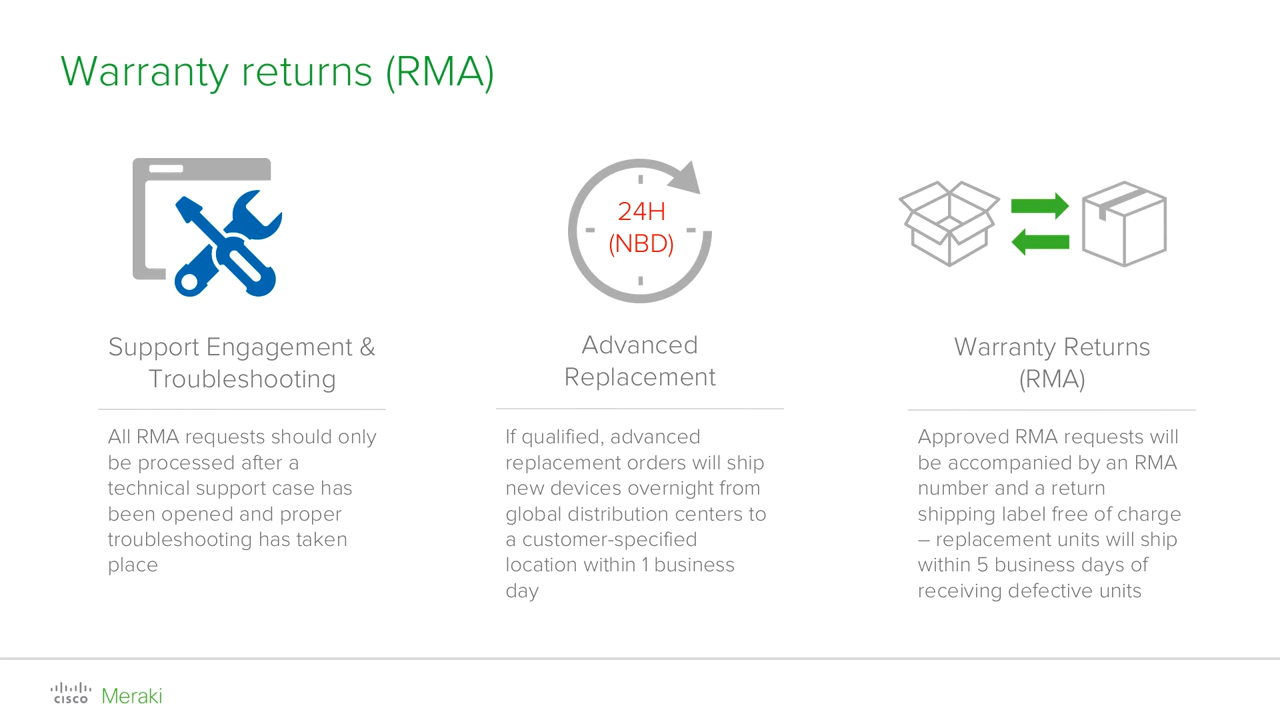 Warranty returns (RMA)
24H
(NBD)
Support Engagement &
Troubleshooting
All RMA requests should only
be processed after a
technical support case has
been opened and proper
troubleshooting has taken
place
Advanced
Replacement
If qualified, advanced
replacement orders will ship
new devices overnight from
global distribution centers to
a customer-specified
location within 1 business
day
Warranty Returns
(RMA)
Approved RMA requests will
be accompanied by an RMA
number and a return
shipping label free of charge
– replacement units will ship
within 5 business days of
receiving defective units
cisco Meraki